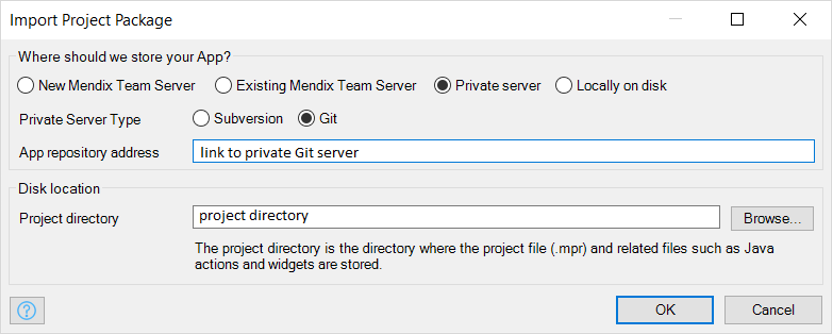 Import Project Package
Where should we store your App?
New Mendix Team Server Existing Mendix Team Server Private server Locally on disk
Private Server Type Subversion Git
App repository address link to private Git server
Disk location
Project directory project directory Browse...
The project directory is the directory where the project file (.mpr) and related files such as Java
actions and widgets are stored.
? OK Cancel